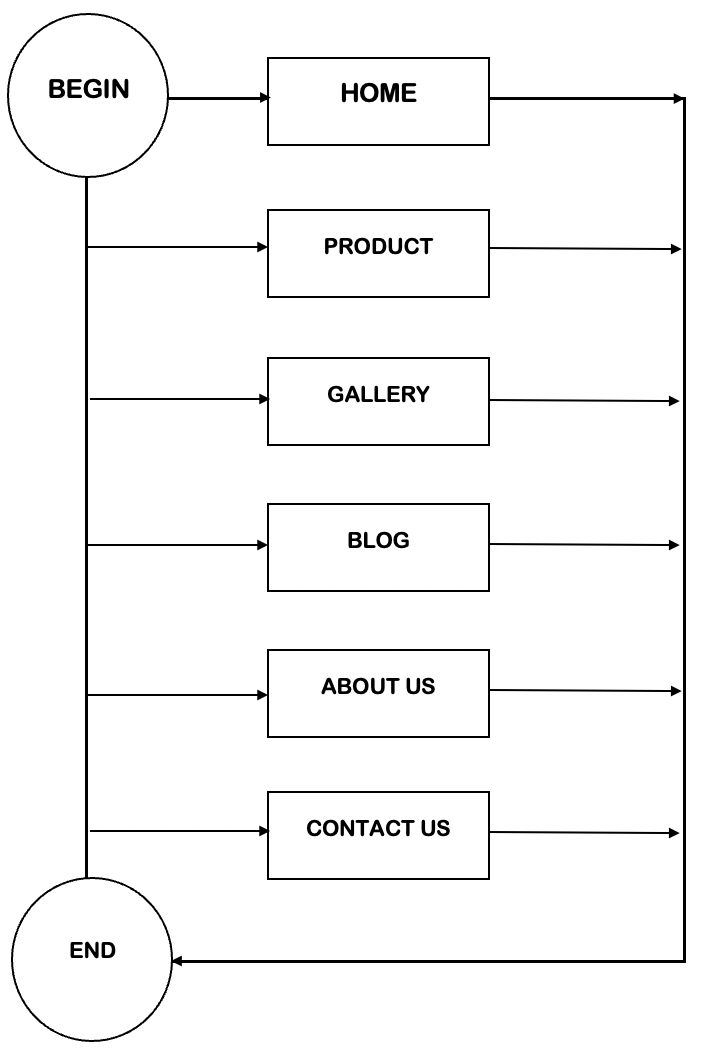 BEGIN
HOME
PRODUCT
GALLERY
BLOG
ABOUT US
CONTACT US
END